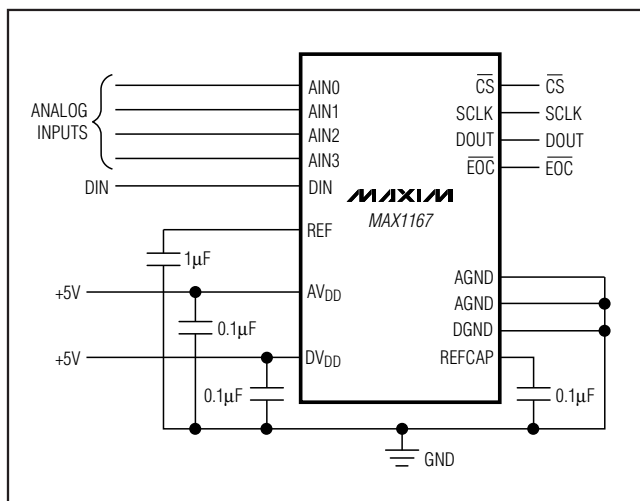 ANALOG
INPUTS
DIN
+5V
+5V
1μF
0.1μF
0.1μF
AIN0
AIN1
AIN2
AIN3
DIN
REF
AVDD
DVDD
MAXIM
MAX1167
CS
SCLK
DOUT
EOC
AGND
AGND
DGND
REFCAP
CS
SCLK
DOUT
EOC
0.1μF
GND